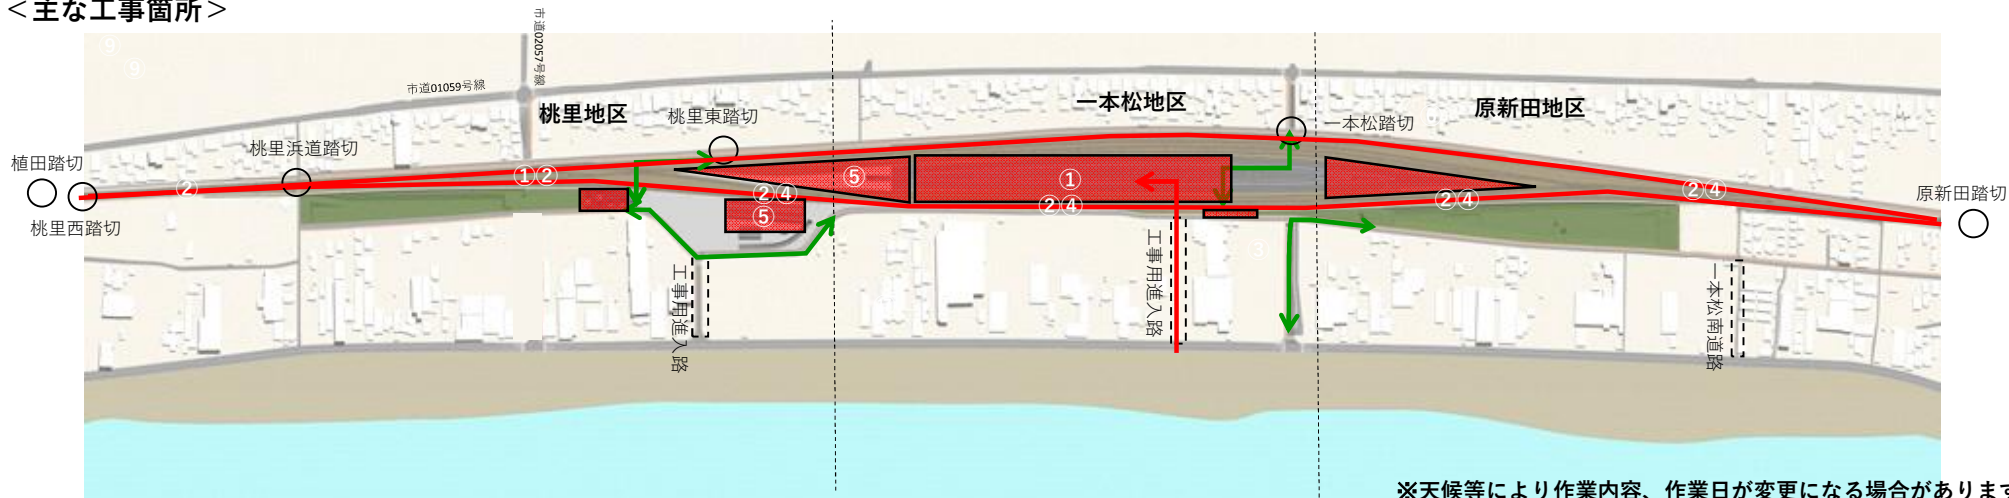 ＜主な工事箇所＞
⑨
⑨
市道02057号線
市道01059号線
桃里地区
桃里東踏切
一本松地区
原新田地区
一本松踏切
桃里浜道踏切
植田踏切
②
①②
⑤
①
②④
⑤
②④
②④
②④
原新田踏切
桃里西踏切
③
工事用進入路
工事用進入路
一本松南道路
※天候等により作業内容、作業日が変更になる場合があります